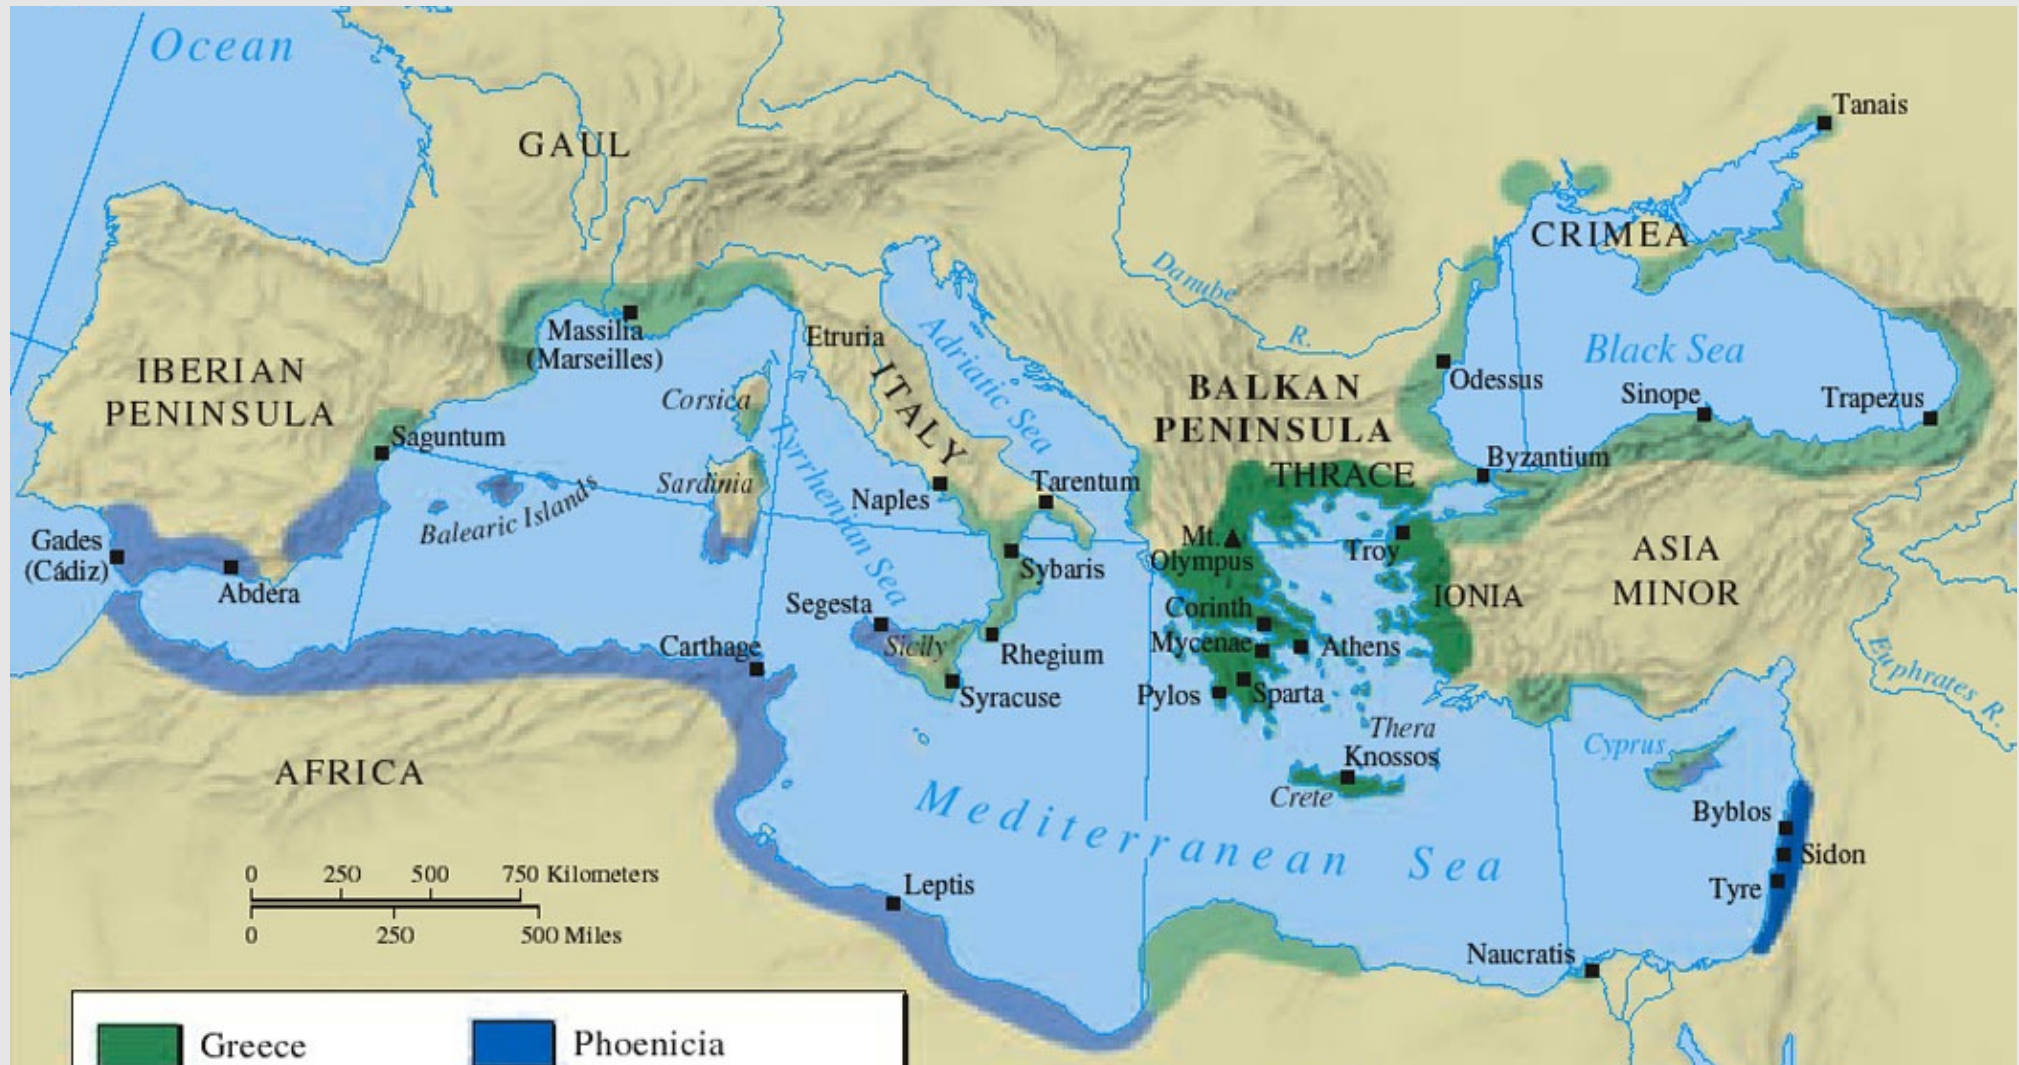 Ocean
GAUL
Tanais
CRIMEA
Danube
R.
Massilia
(Marseilles)
Etruria
Adriatic Sea
Black Sea
IBERIAN
PENINSULA
Corsica
ITALY
BALKAN
PENINSULA
Odessus
Sinope
Trapezus
Saguntum
Tyrrhenian Sea
Byzantium
THRACE
Sardinia
Balearic Islands
Naples
Tarentum
Gades
(Cádiz)
Mt.
Olympus
Troy
ASIA
MINOR
Abdera
Sybaris
IONIA
Segesta
Corinth
Carthage
Sicily
Rhegium
Mycenae
Athens
Euphrates R.
Syracuse
Pylos
Sparta
Thera
Knossos
Cyprus
AFRICA
Crete
Mediterranean Sea
Byblos
Sidon
Tyre
0 250 500 750 Kilometers
0 250 500 Miles
Leptis
Naucratis
Greece
Phoenicia